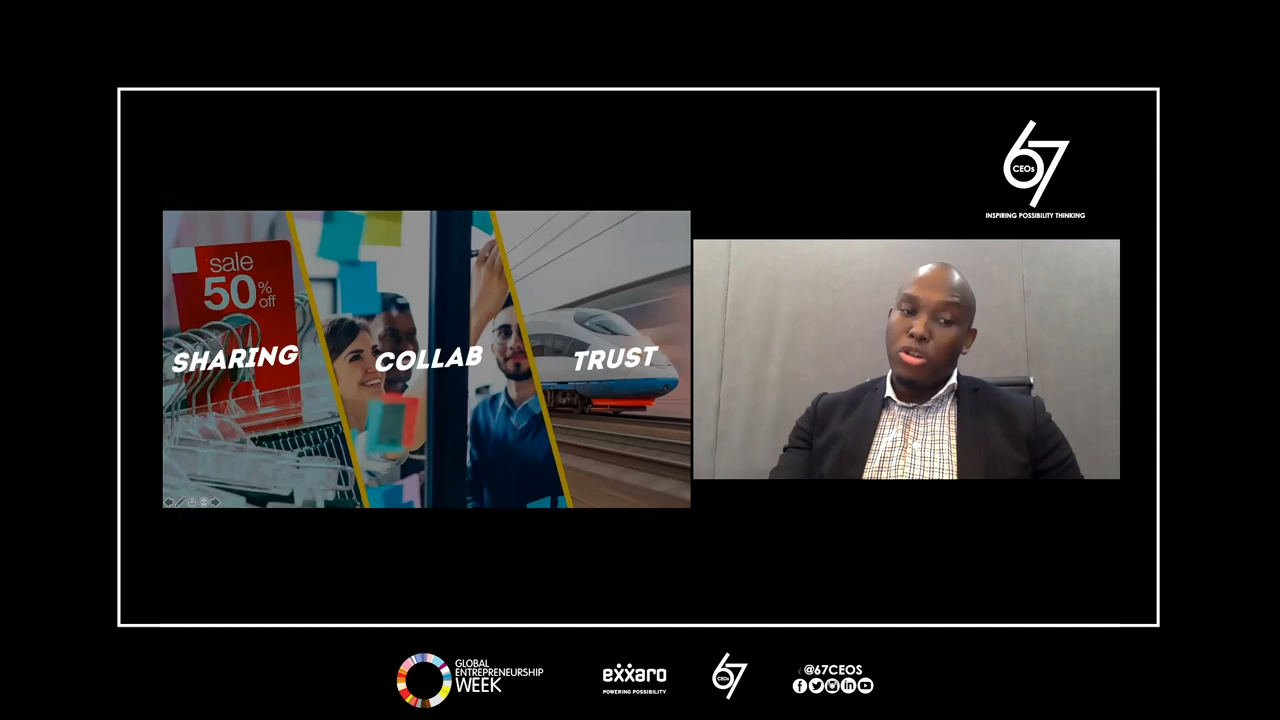 67
CEOs
INSPIRING POSSIBILITY THINKING
sale
50%
off
SHARING
COLLAB
TRUST
GLOBAL
ENTREPRENEURSHIP
WEEK
exxaro
POWERING POSSIBILITY
67
CEOs
@67CEOS